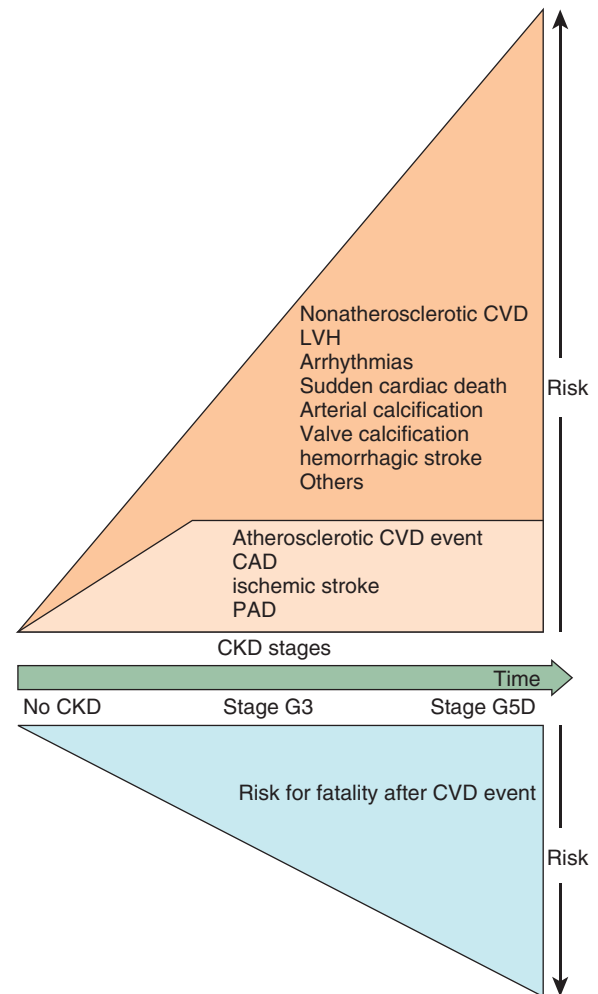 Nonatherosclerotic CVD
LVH
Arrhythmias
Sudden cardiac death
Arterial calcification
Valve calcification
hemorrhagic stroke
Others
Risk
Atherosclerotic CVD event
CAD
ischemic stroke
PAD
CKD stages
Time
No CKD Stage G3 Stage G5D
Risk for fatality after CVD event
Risk